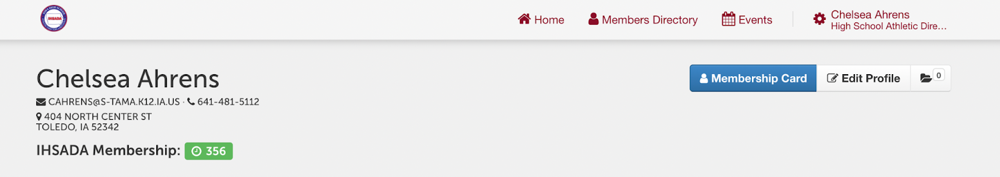 IHSADA
Home
Members Directory
Events
Chelsea Ahrens
High School Athletic Dire...
Chelsea Ahrens
Membership Card
Edit Profile
0
CAHRENS@S-TAMA.K12.IA.US · 641-481-5112
404 NORTH CENTER ST
TOLEDO, IA 52342
IHSADA Membership: 356